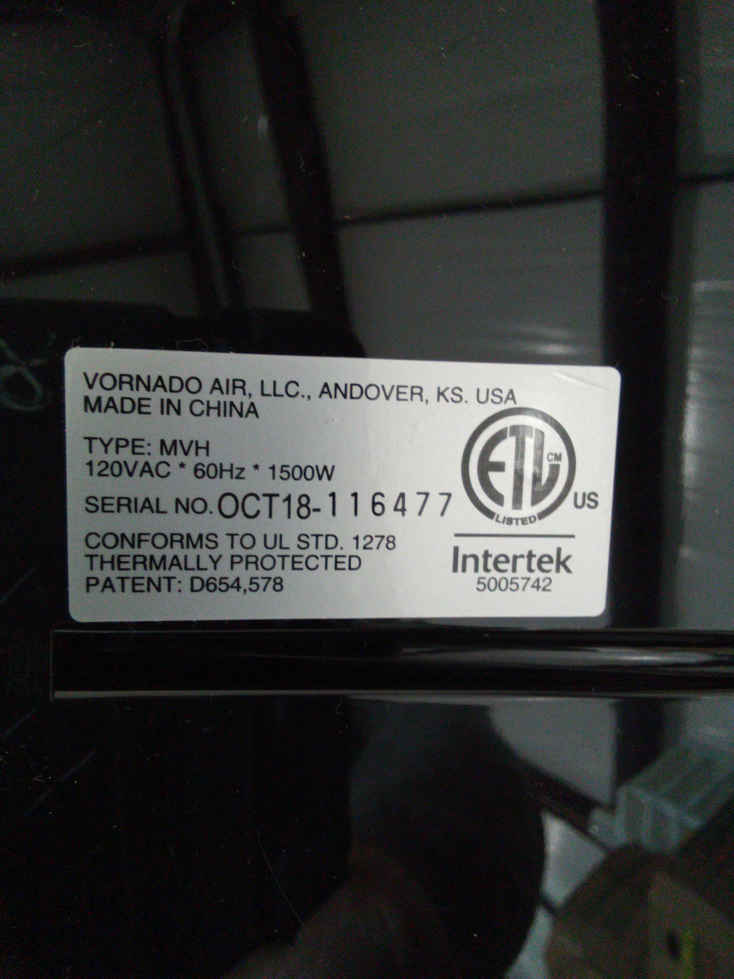 VORNADO AIR, LLC., ANDOVER, KS. USA
MADE IN CHINA
TYPE: MVH
120VAC * 60Hz * 1500W
SERIAL NO. OCT18-116477
CONFORMS TO UL STD. 1278
THERMALLY PROTECTED
PATENT: D654,578
ETL CM
LISTED
US
Intertek
5005742